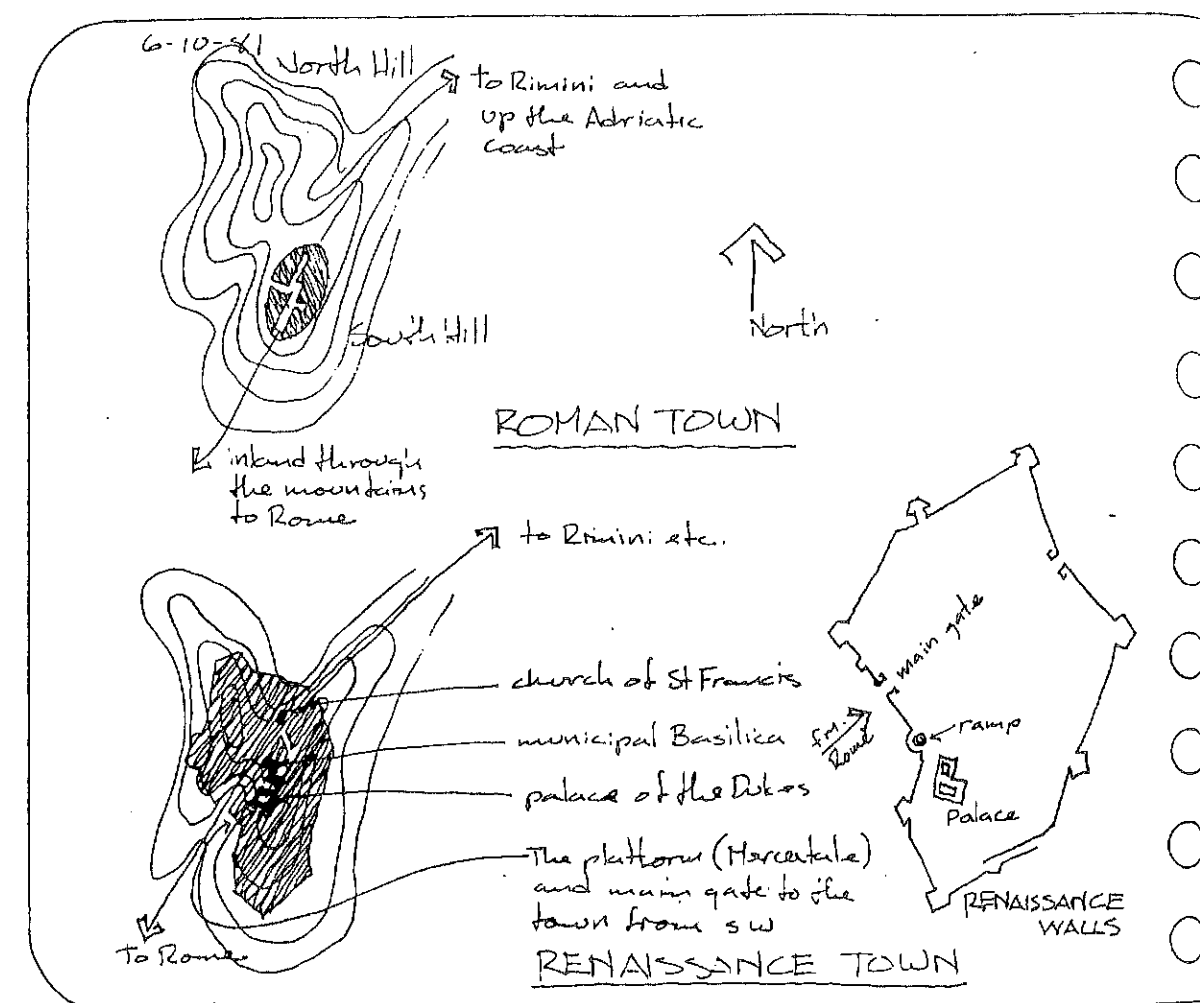 6-10-81
North Hill
to Rimini and
up the Adriatic
Coast
South Hill
North
ROMAN TOWN
inland through
the mountains
to Rome
to Rimini etc.
church of St Francis
municipal Basilica
palace of the Dukes
The platform (Mercatale)
and main gate to the
town from SW
to Rome
RENAISSANCE TOWN
main gate
fm.
Rome
ramp
Palace
RENAISSANCE
WALLS